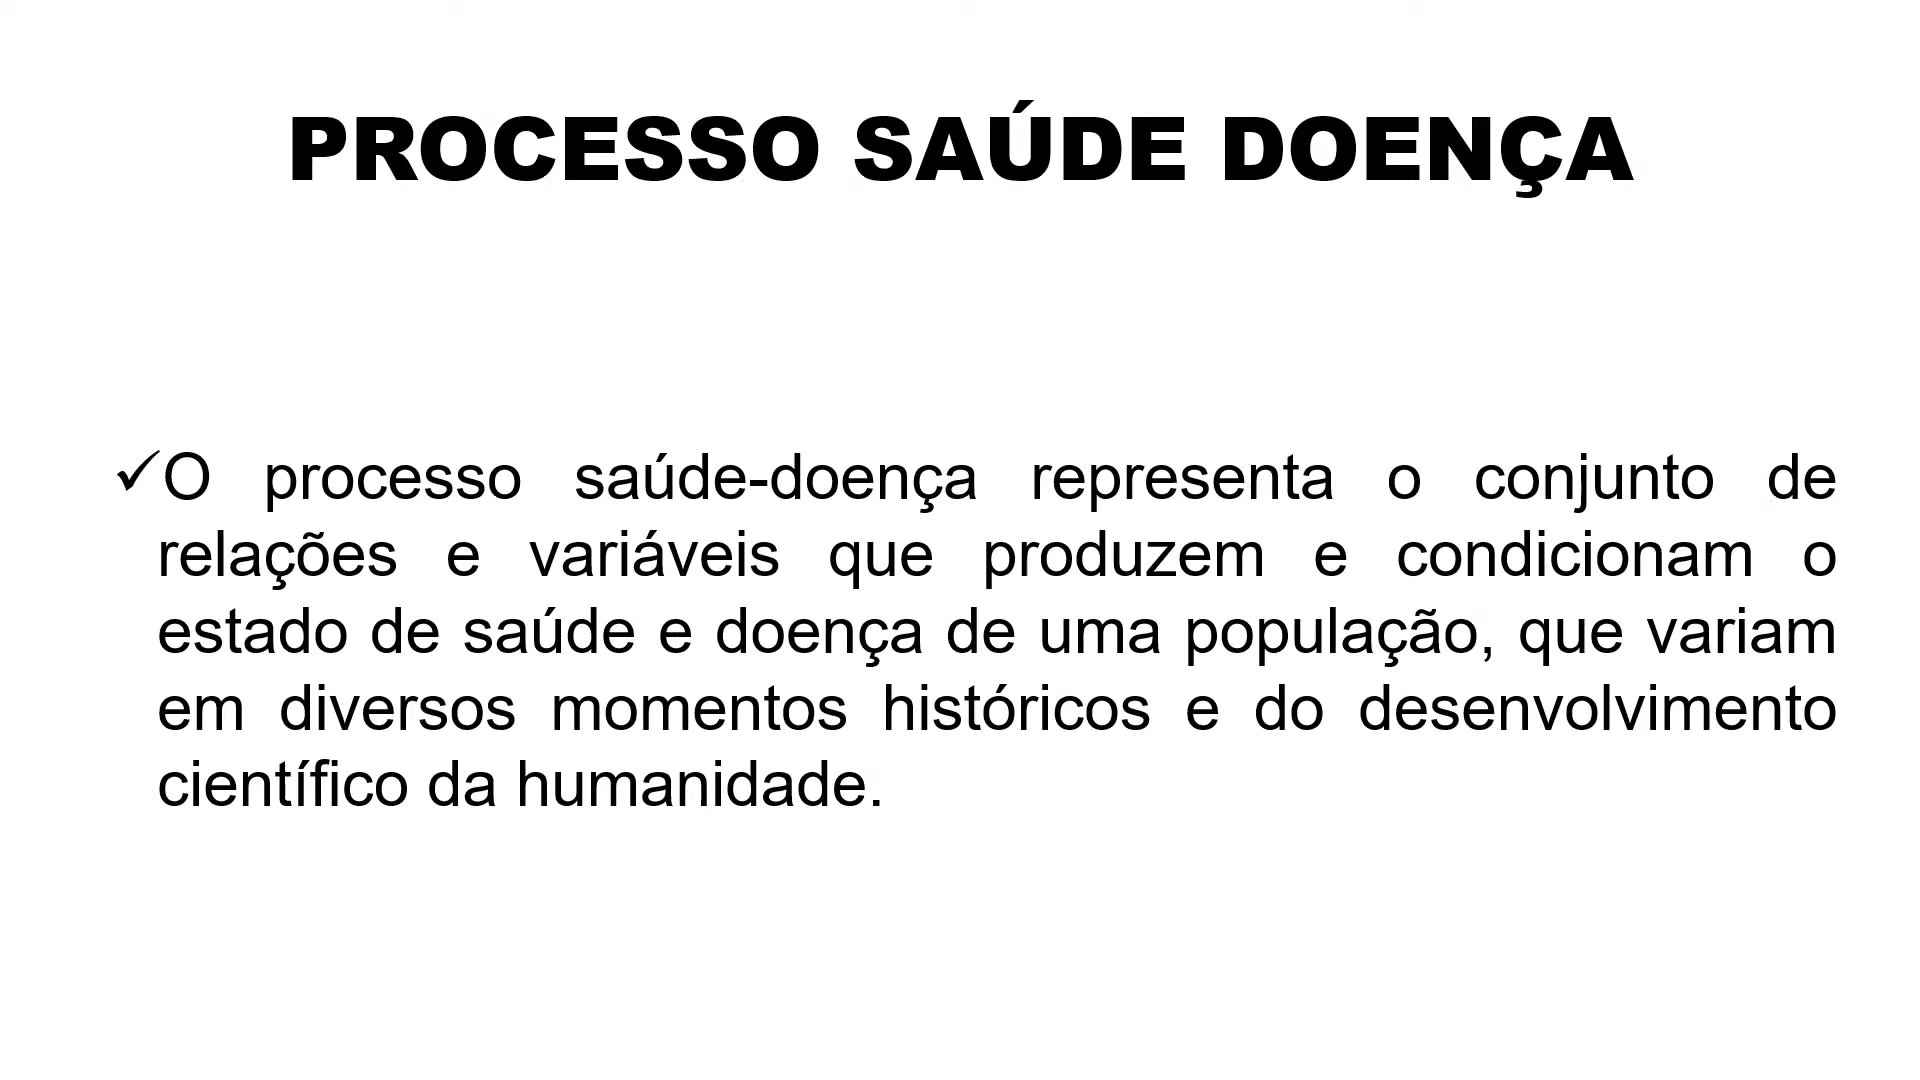 PROCESSO SAÚDE DOENÇA
✓O processo saúde-doença representa o conjunto de
relações e variáveis que produzem e condicionam o
estado de saúde e doença de uma população, que variam
em diversos momentos históricos e do desenvolvimento
científico da humanidade.